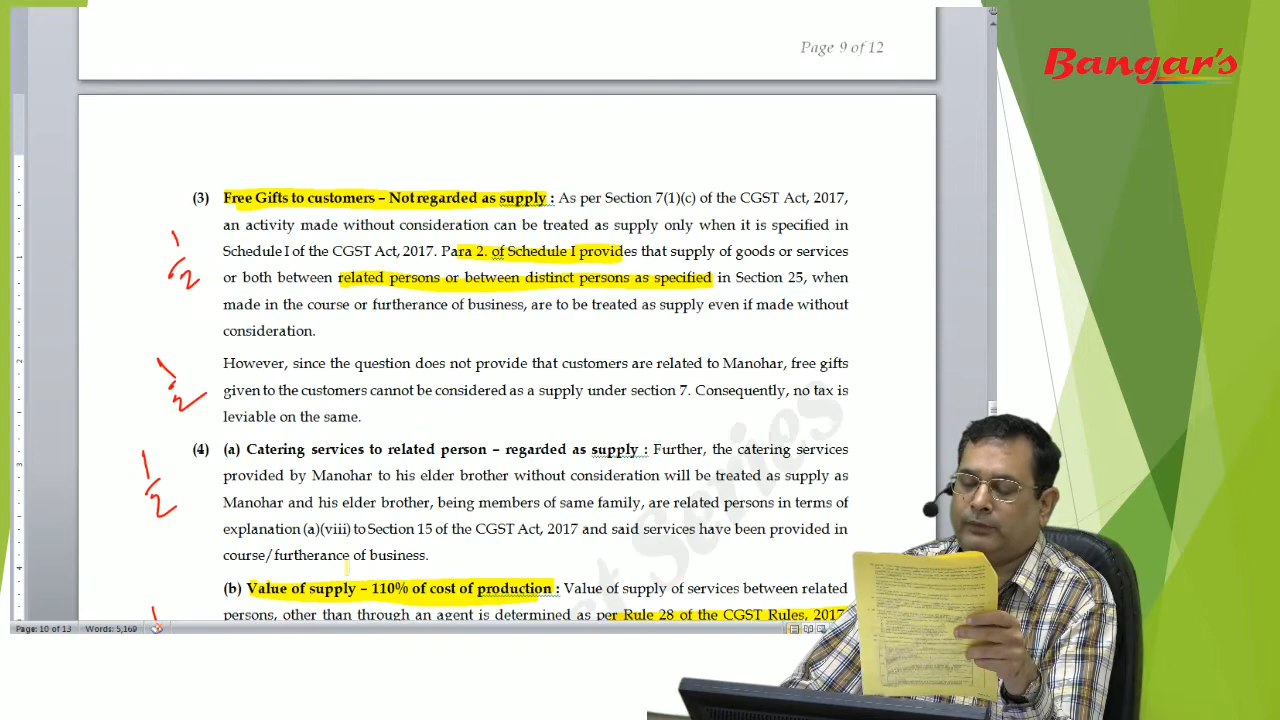 Page 9 of 12
Bangar's
(3) Free Gifts to customers – Not regarded as supply : As per Section 7(1)(c) of the CGST Act, 2017,
an activity made without consideration can be treated as supply only when it is specified in
Schedule I of the CGST Act, 2017. Para 2. of Schedule I provides that supply of goods or services
or both between related persons or between distinct persons as specified in Section 25, when
made in the course or furtherance of business, are to be treated as supply even if made without
consideration.
1/2
However, since the question does not provide that customers are related to Manohar, free gifts
given to the customers cannot be considered as a supply under section 7. Consequently, no tax is
leviable on the same.
1/2
(4) (a) Catering services to related person – regarded as supply : Further, the catering services
provided by Manohar to his elder brother without consideration will be treated as supply as
Manohar and his elder brother, being members of same family, are related persons in terms of
explanation (a)(viii) to Section 15 of the CGST Act, 2017 and said services have been provided in
course/furtherance of business.
1/2
(b) Value of supply – 110% of cost of production : Value of supply of services between related
persons, other than through an agent is determined as per Rule 28 of the CGST Rules, 2017
Page: 10 of 13 Words: 5,169